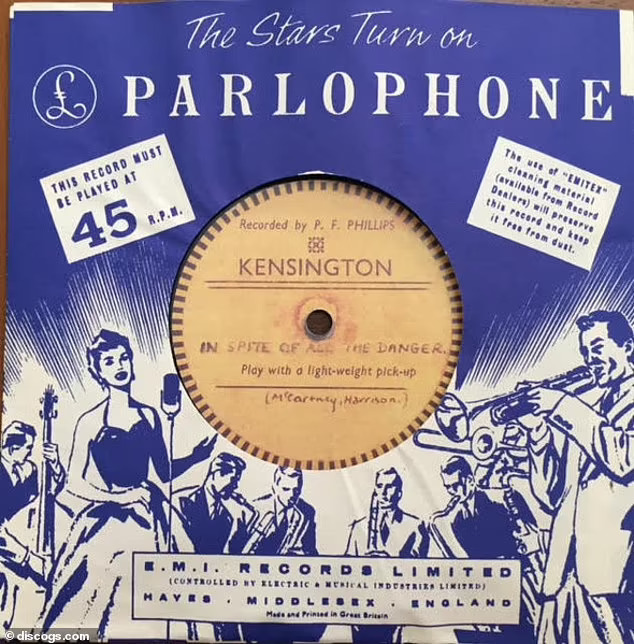 The Stars Turn on
£ PARLOPHONE
THIS RECORD MUST
BE PLAYED AT
45 R.P.M.
The use of "EMITEX"
cleaning material
(available from Record
Dealers) will preserve
this record and keep
it free from dust.
Recorded by P. F. PHILLIPS
KENSINGTON
IN SPITE OF ALL THE DANGER.
Play with a light-weight pick-up
(McCartney, Harrison.)
E.M.I. RECORDS LIMITED
(CONTROLLED BY ELECTRIC & MUSICAL INDUSTRIES LIMITED)
HAYES . MIDDLESEX . ENGLAND
Made and Printed in Great Britain
© discogs.com